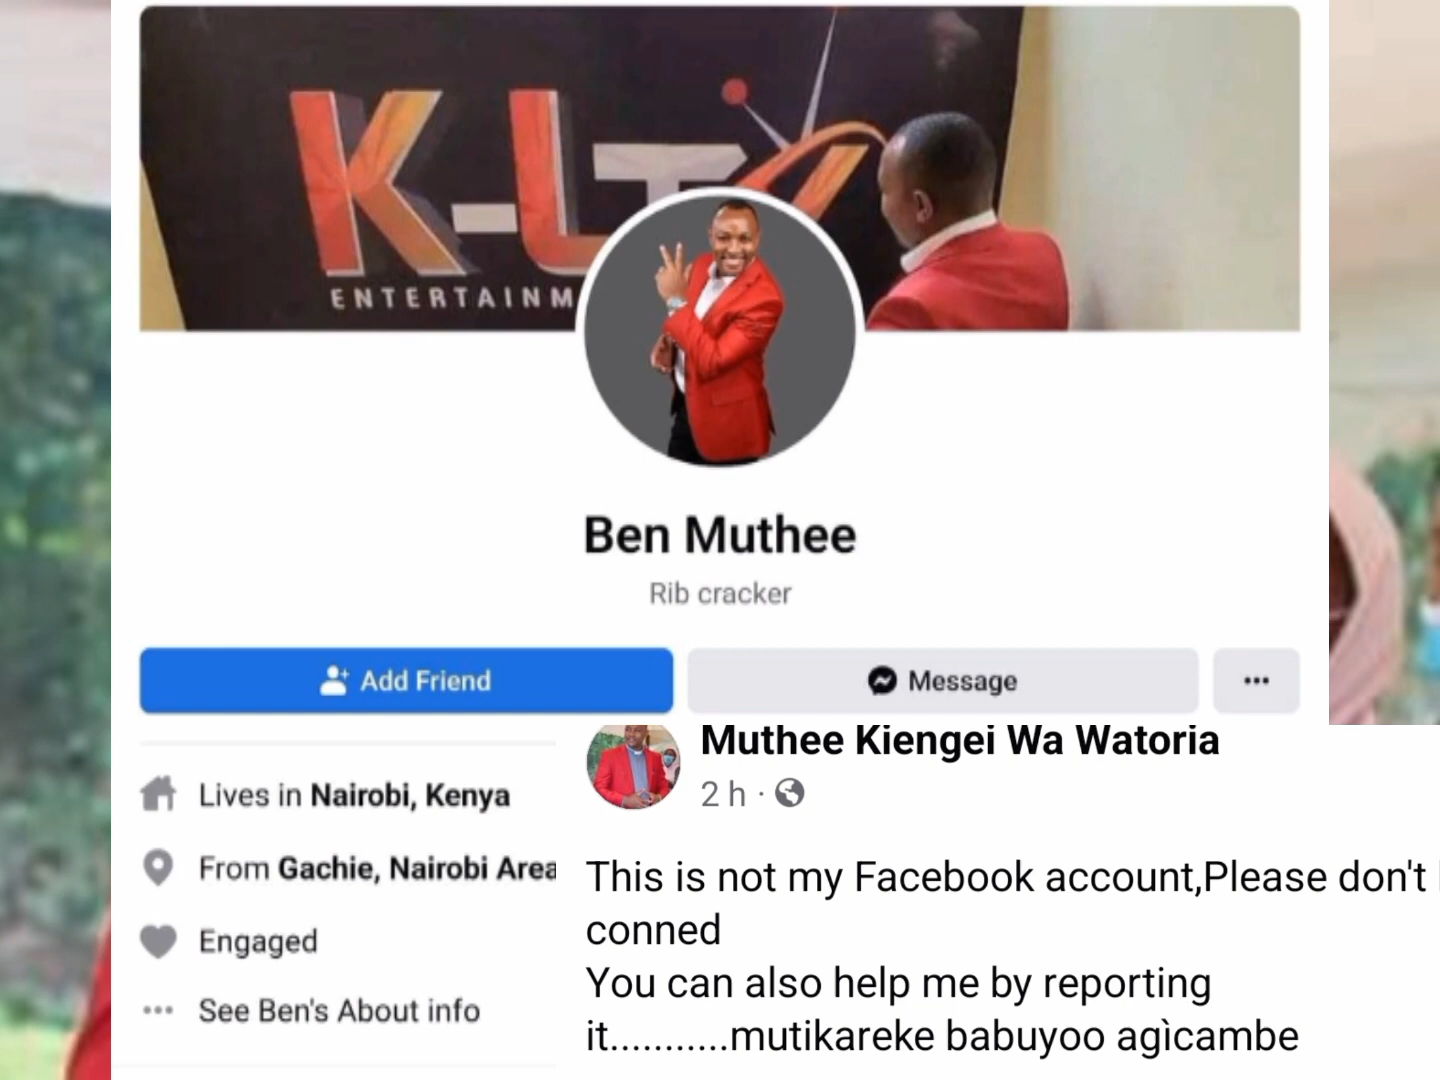 K-LTV
ENTERTAINM
Ben Muthee
Rib cracker
Add Friend
Message
Lives in Nairobi, Kenya
From Gachie, Nairobi Area
Engaged
See Ben's About info
Muthee Kiengei Wa Watoria
2 h
This is not my Facebook account,Please don't
conned
You can also help me by reporting
it...........mutikareke babuyoo agìcambe